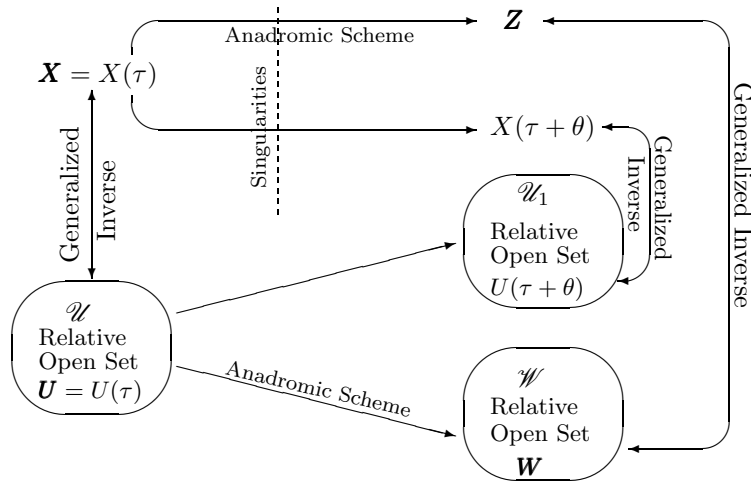 Anadromic Scheme
𝒁
𝑿 = X(τ)
Singularities
X(τ + θ)
Generalized
Inverse
Generalized
Inverse
Generalized Inverse
𝒰₁
Relative
Open Set
U(τ + θ)
𝒰
Relative
Open Set
𝑼 = U(τ)
Anadromic Scheme
𝒲
Relative
Open Set
𝑾